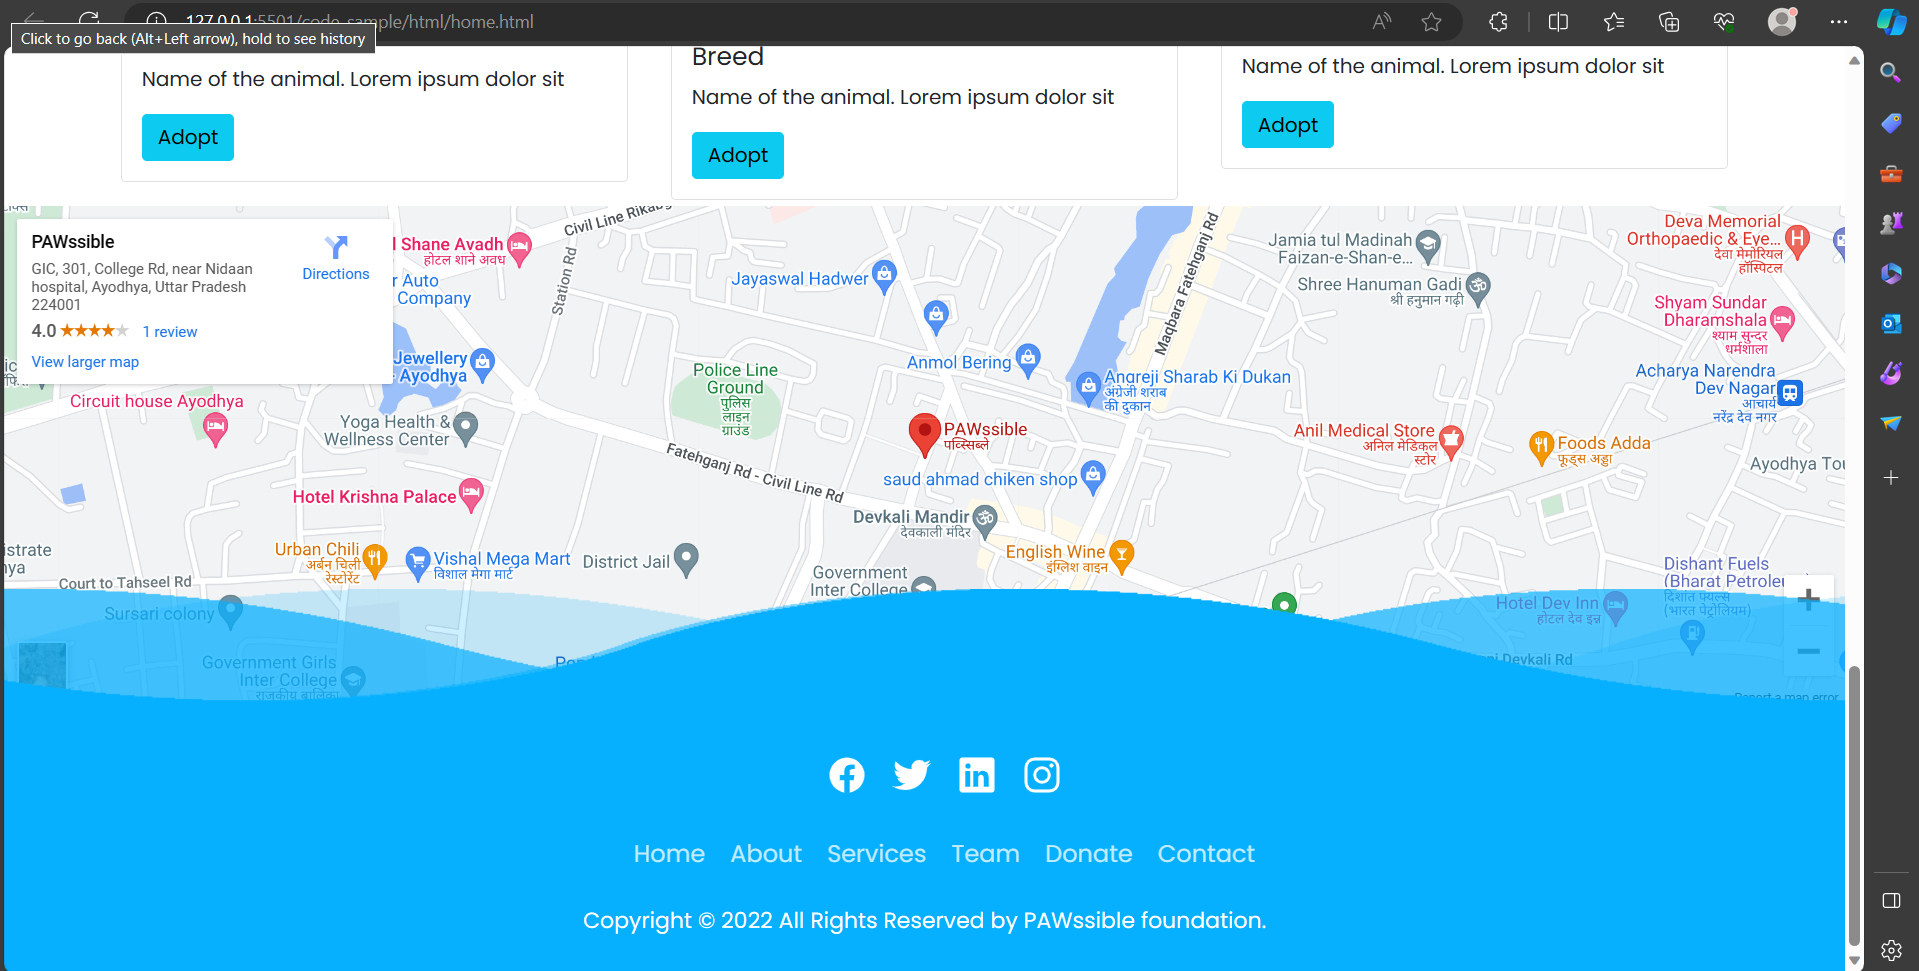 127.0.0.1:5501/code_sample/html/home.html
Click to go back (Alt+Left arrow), hold to see history
Name of the animal. Lorem ipsum dolor sit
Adopt
Breed
Name of the animal. Lorem ipsum dolor sit
Adopt
Name of the animal. Lorem ipsum dolor sit
Adopt
PAWssible
GIC, 301, College Rd, near Nidaan
hospital, Ayodhya, Uttar Pradesh
224001
4.0
1 review
View larger map
Directions
Shane Avadh
होटल शाने अवध
Auto
Company
Civil Line
Station Rd
Jayaswal Hadwer
Maqbara Fatehganj Rd
Jamia tul Madinah
Faizan-e-Shan-e...
Shree Hanuman Gadi
श्री हनुमान गढ़ी
Deva Memorial
Orthopaedic & Eye...
देवा मेमोरियल
हॉस्पिटल
Shyam Sundar
Dharamshala
श्याम सुन्दर
धर्मशाला
Acharya Narendra
Dev Nagar
आचार्य
नरेंद्र देव नगर
Jewellery
Ayodhya
Police Line
Ground
पुलिस
लाइन
ग्राउंड
Anmol Bering
Angreji Sharab Ki Dukan
अंग्रेजी शराब
की दुकान
Circuit house Ayodhya
Yoga Health &
Wellness Center
PAWssible
पव्स्सिब्ले
Anil Medical Store
अनिल मेडिकल
स्टोर
Foods Adda
फूड्स अड्डा
Ayodhya
Fatehganj Rd - Civil Line Rd
saud ahmad chiken shop
Hotel Krishna Palace
Devkali Mandir
देवकाली मंदिर
Urban Chili
अर्बन चिली
रेस्टोरेंट
Vishal Mega Mart
विशाल मेगा मार्ट
District Jail
English Wine
इंग्लिश वाइन
Government
Inter College
Court to Tahseel Rd
Dishant Fuels
(Bharat
दिशांत फ्यूल्स
(भारत पेट्रोलियम)
Sursari colony
Hotel Dev Inn
होटल देव इन्न
Government Girls
Inter College
राजकीय बालिका
Devkali Rd
Report a map error
Home About Services Team Donate Contact
Copyright © 2022 All Rights Reserved by PAWssible foundation.